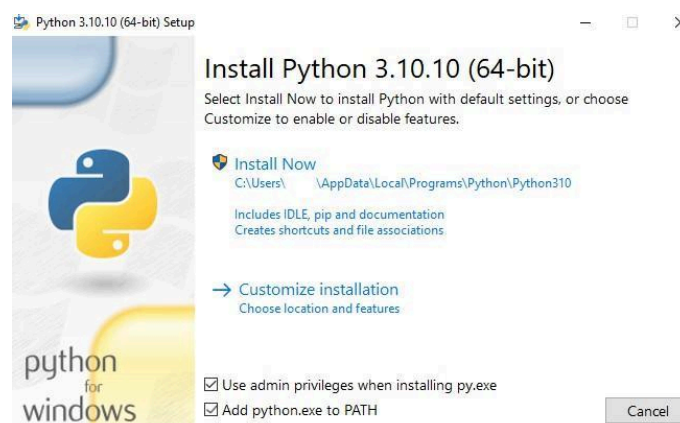 Python 3.10.10 (64-bit) Setup
Install Python 3.10.10 (64-bit)
Select Install Now to install Python with default settings, or choose
Customize to enable or disable features.
Install Now
C:\Users\ \AppData\Local\Programs\Python\Python310
Includes IDLE, pip and documentation
Creates shortcuts and file associations
Customize installation
Choose location and features
python
for
windows
Use admin privileges when installing py.exe
Add python.exe to PATH
Cancel